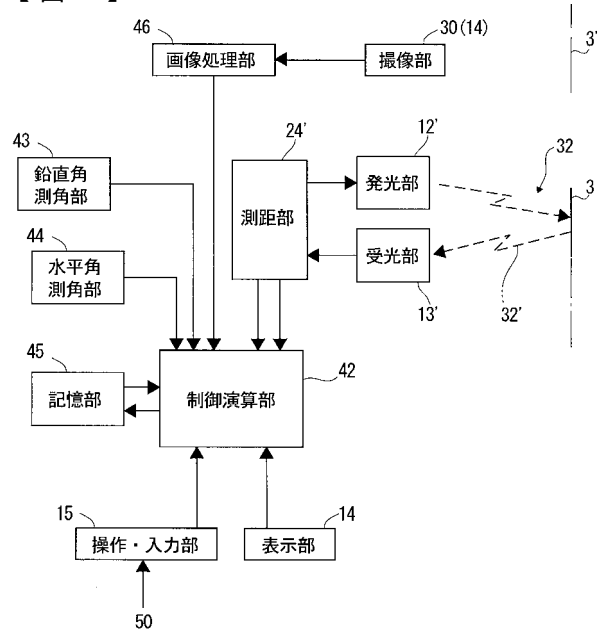 46
30(14)
3'
画像処理部
撮像部
43
24'
12'
32
鉛直角
測角部
発光部
3
測距部
44
水平角
測角部
受光部
13'
32'
45
42
記憶部
制御演算部
15
14
操作・入力部
表示部
50